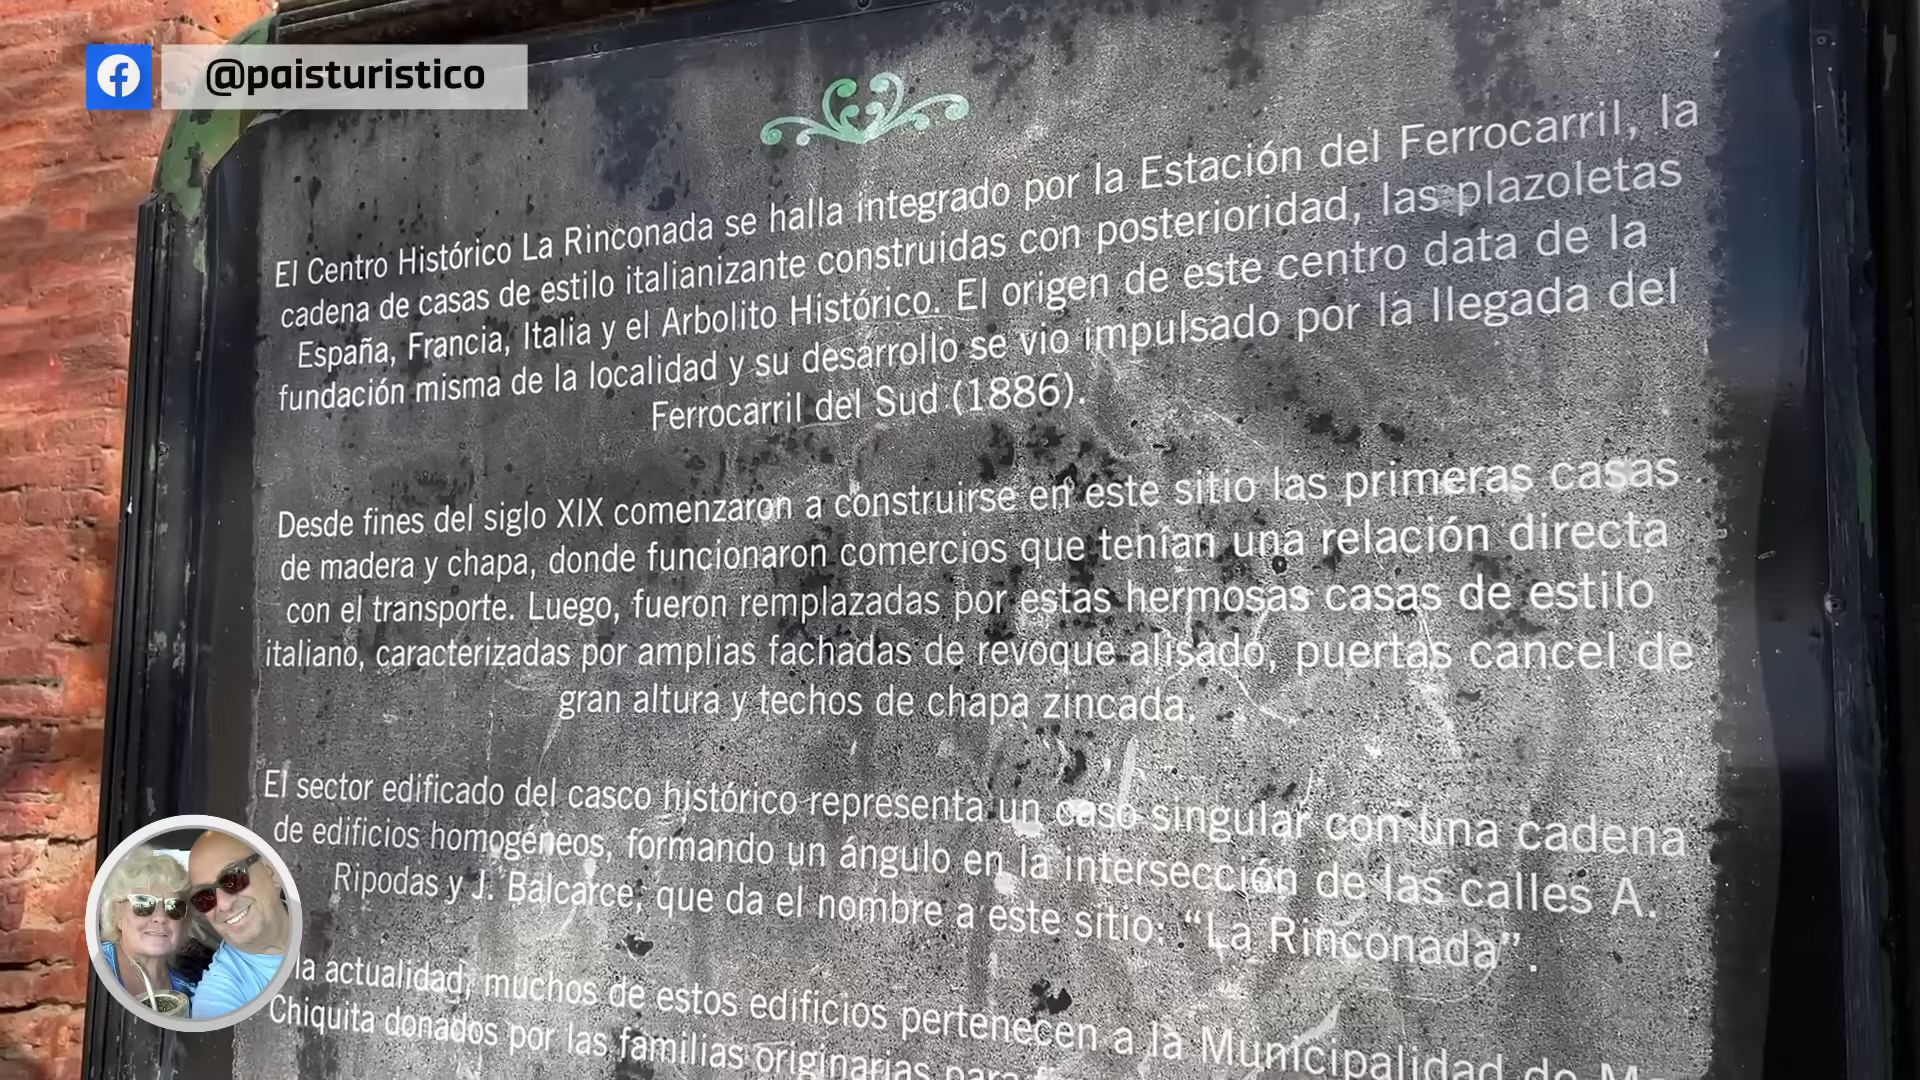 @paisturistico
El Centro Histórico La Rinconada se halla integrado por la Estación del Ferrocarril, la
cadena de casas de estilo italianizante construidas con posterioridad, las plazoletas
España, Francia, Italia y el Arbolito Histórico. El origen de este centro data de la
fundación misma de la localidad y su desarrollo se vio impulsado por la llegada del
Ferrocarril del Sud (1886).
Desde fines del siglo XIX comenzaron a construirse en este sitio las primeras casas
de madera y chapa, donde funcionaron comercios que tenían una relación directa
con el transporte. Luego, fueron remplazadas por estas hermosas casas de estilo
italiano, caracterizadas por amplias fachadas de revoque alisado, puertas cancel de
gran altura y techos de chapa zincada.
El sector edificado del casco histórico representa un caso singular con una cadena
de edificios homogéneos, formando un ángulo en la intersección de las calles A.
Ripodas y J. Balcarce, que da el nombre a este sitio: “La Rinconada”.
la actualidad, muchos de estos edificios pertenecen a la Municipalidad de
Chiquita donados por las familias originarias para